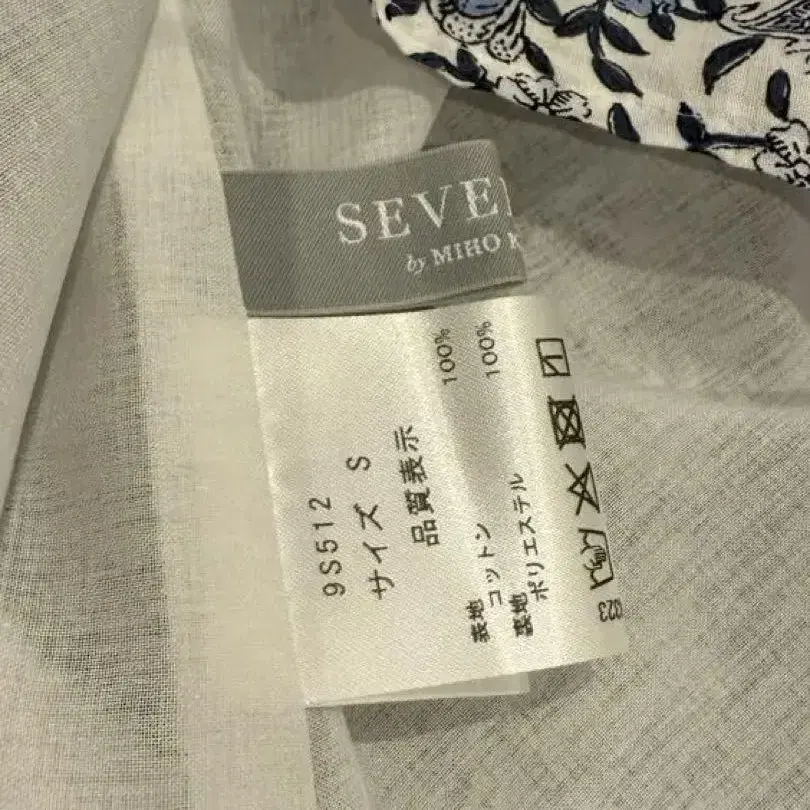 SEVE
by MIHO K
9S512
サイズ S
品質表示
表地
コットン 100%
裏地
ポリエステル 100%